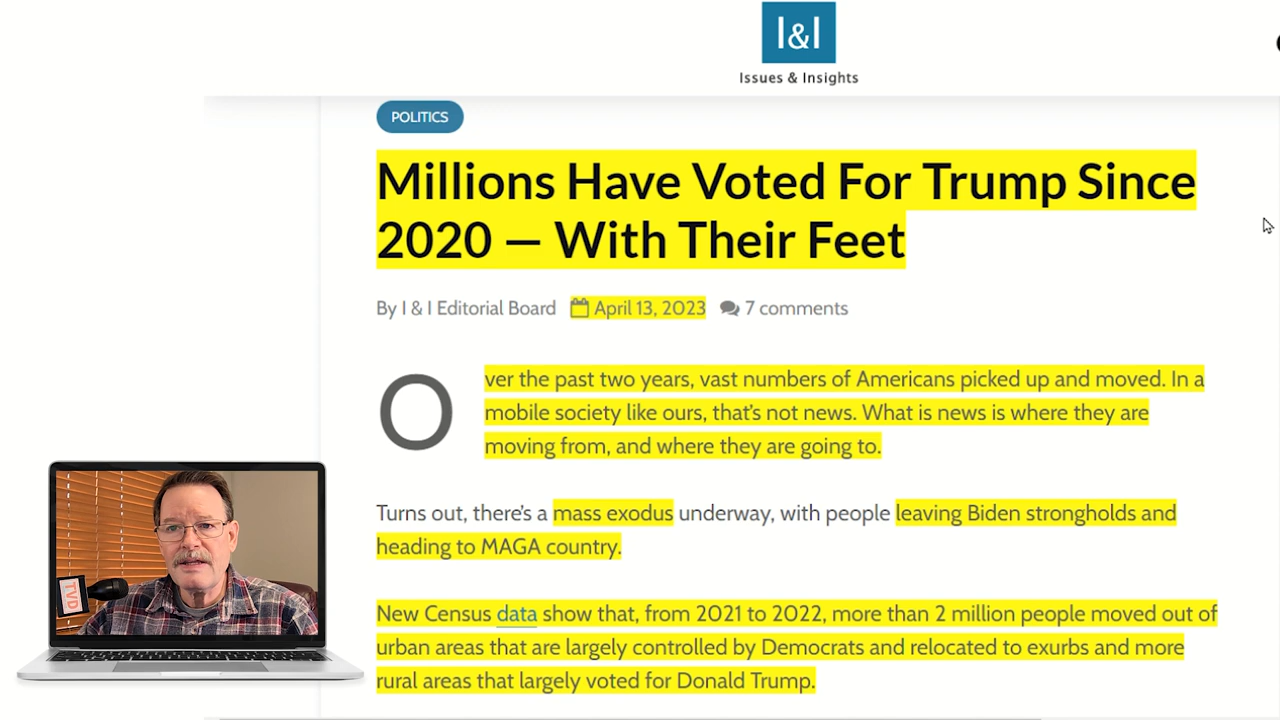 I&I
Issues & Insights
POLITICS
Millions Have Voted For Trump Since
2020 — With Their Feet
By I & I Editorial Board April 13, 2023 7 comments
Over the past two years, vast numbers of Americans picked up and moved. In a
mobile society like ours, that's not news. What is news is where they are
moving from, and where they are going to.
Turns out, there's a mass exodus underway, with people leaving Biden strongholds and
heading to MAGA country.
New Census data show that, from 2021 to 2022, more than 2 million people moved out of
urban areas that are largely controlled by Democrats and relocated to exurbs and more
rural areas that largely voted for Donald Trump.
TVD